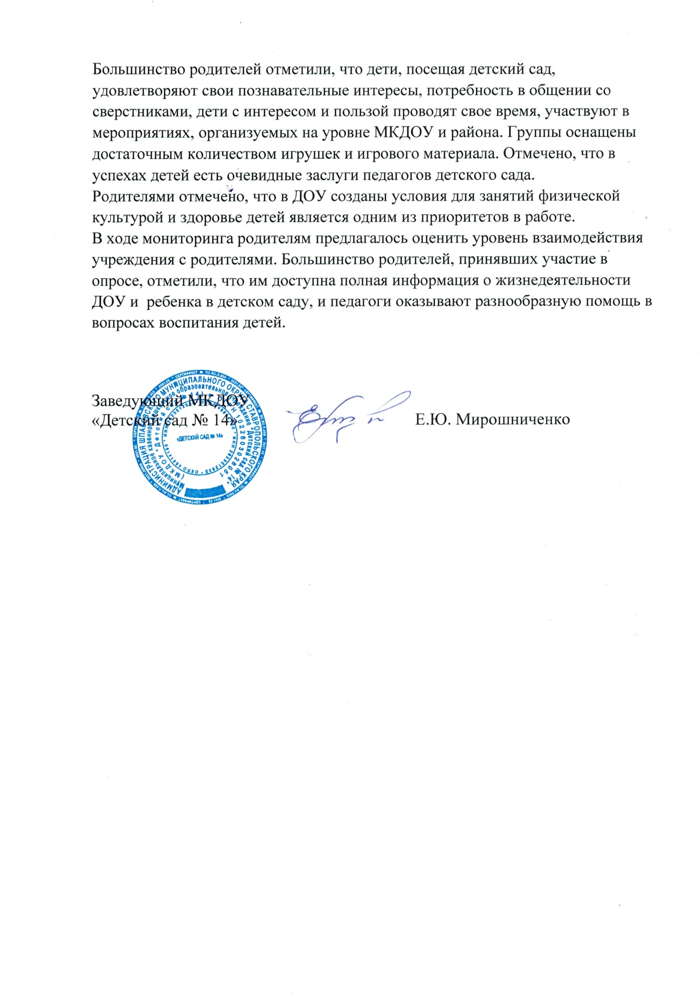 Большинство родителей отметили, что дети, посещая детский сад,
удовлетворяют свои познавательные интересы, потребность в общении со
сверстниками, дети с интересом и пользой проводят свое время, участвуют в
мероприятиях, организуемых на уровне МКДОУ и района. Группы оснащены
достаточным количеством игрушек и игрового материала. Отмечено, что в
успехах детей есть очевидные заслуги педагогов детского сада.
Родителями отмечено, что в ДОУ созданы условия для занятий физической
культурой и здоровье детей является одним из приоритетов в работе.
В ходе мониторинга родителям предлагалось оценить уровень взаимодействия
учреждения с родителями. Большинство родителей, принявших участие в
опросе, отметили, что им доступна полная информация о жизнедеятельности
ДОУ и  ребенка в детском саду, и педагоги оказывают разнообразную помощь в
вопросах воспитания детей.
Заведующий МКДОУ
«Детский сад № 14»
Е.Ю. Мирошниченко
АДМИНИСТРАЦИЯ ШПАКОВСКОГО МУНИЦИПАЛЬНОГО ОКРУГА СТАВРОПОЛЬСКОГО КРАЯ
Муниципальное казенное дошкольное образовательное учреждение "Детский сад № 14"
(МКДОУ "Детский сад № 14") * ОГРН 1022603028051
«ДЕТСКИЙ САД № 14»